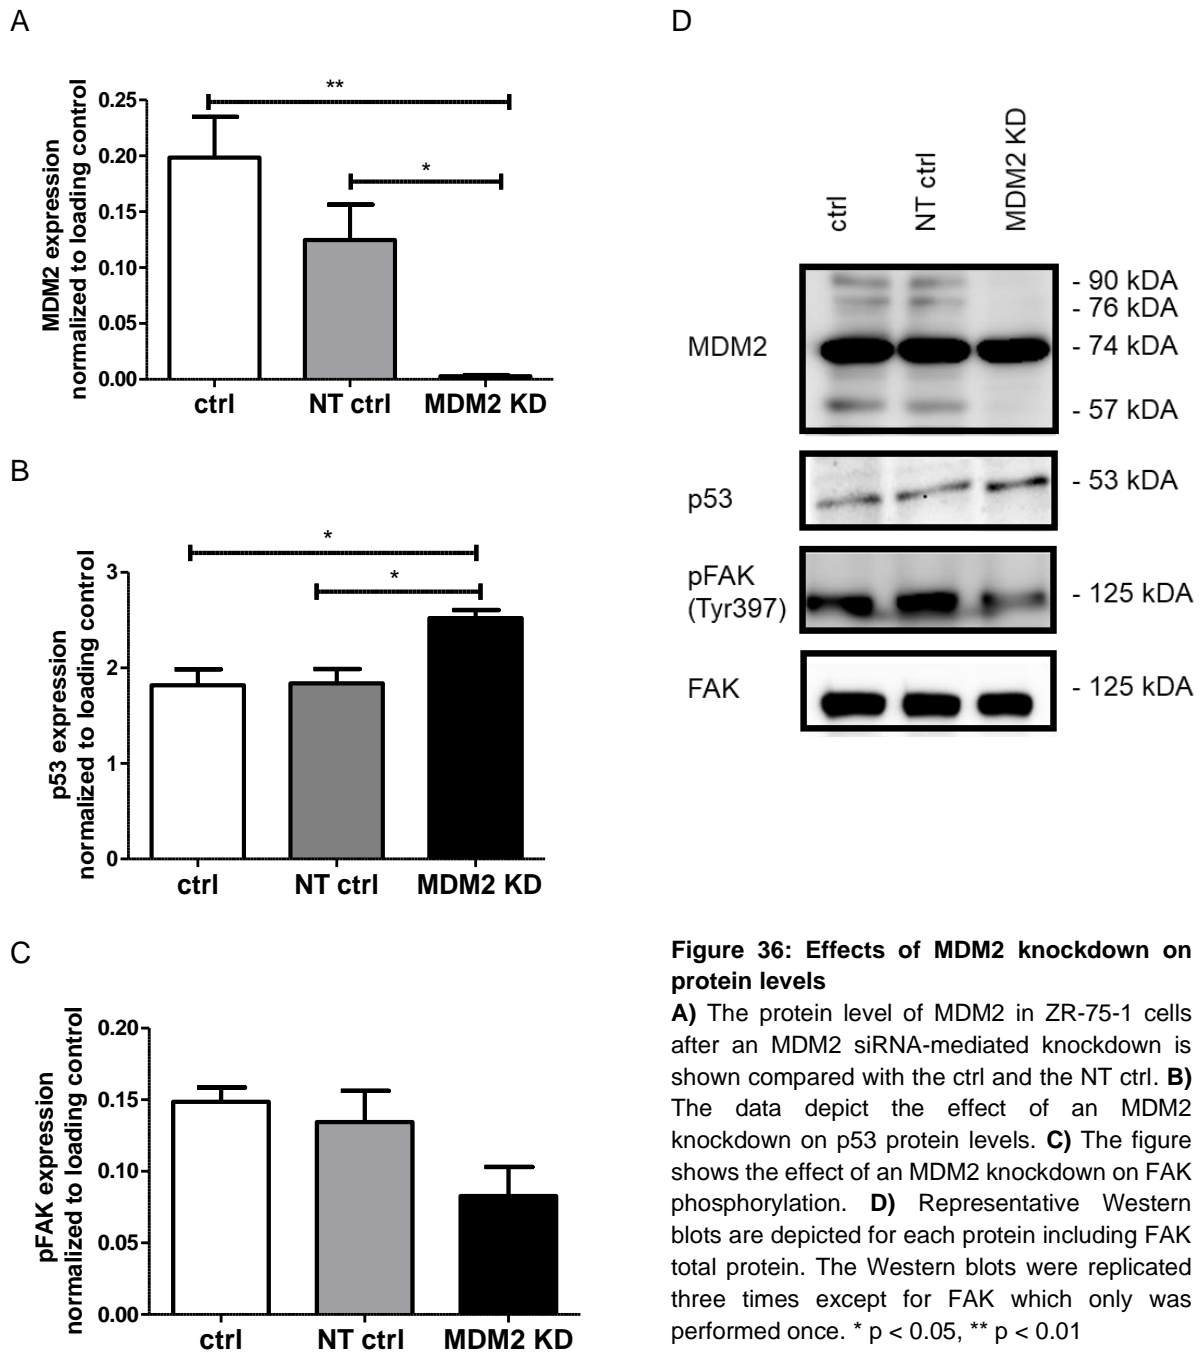 A
MDM2 expression
normalized to loading control
0.25
0.20
0.15
0.10
0.05
0.00
**
*
ctrl NT ctrl MDM2 KD
B
p53 expression
normalized to loading control
3
2
1
0
*
*
ctrl NT ctrl MDM2 KD
C
pFAK expression
normalized to loading control
0.20
0.15
0.10
0.05
0.00
ctrl NT ctrl MDM2 KD
D
ctrl
NT ctrl
MDM2 KD
MDM2
- 90 kDA
- 76 kDA
- 74 kDA
- 57 kDA
p53
- 53 kDA
pFAK
(Tyr397)
- 125 kDA
FAK
- 125 kDA
Figure 36: Effects of MDM2 knockdown on
protein levels
A) The protein level of MDM2 in ZR-75-1 cells
after an MDM2 siRNA-mediated knockdown is
shown compared with the ctrl and the NT ctrl. B)
The data depict the effect of an MDM2
knockdown on p53 protein levels. C) The figure
shows the effect of an MDM2 knockdown on FAK
phosphorylation. D) Representative Western
blots are depicted for each protein including FAK
total protein. The Western blots were replicated
three times except for FAK which only was
performed once. * p < 0.05, ** p < 0.01